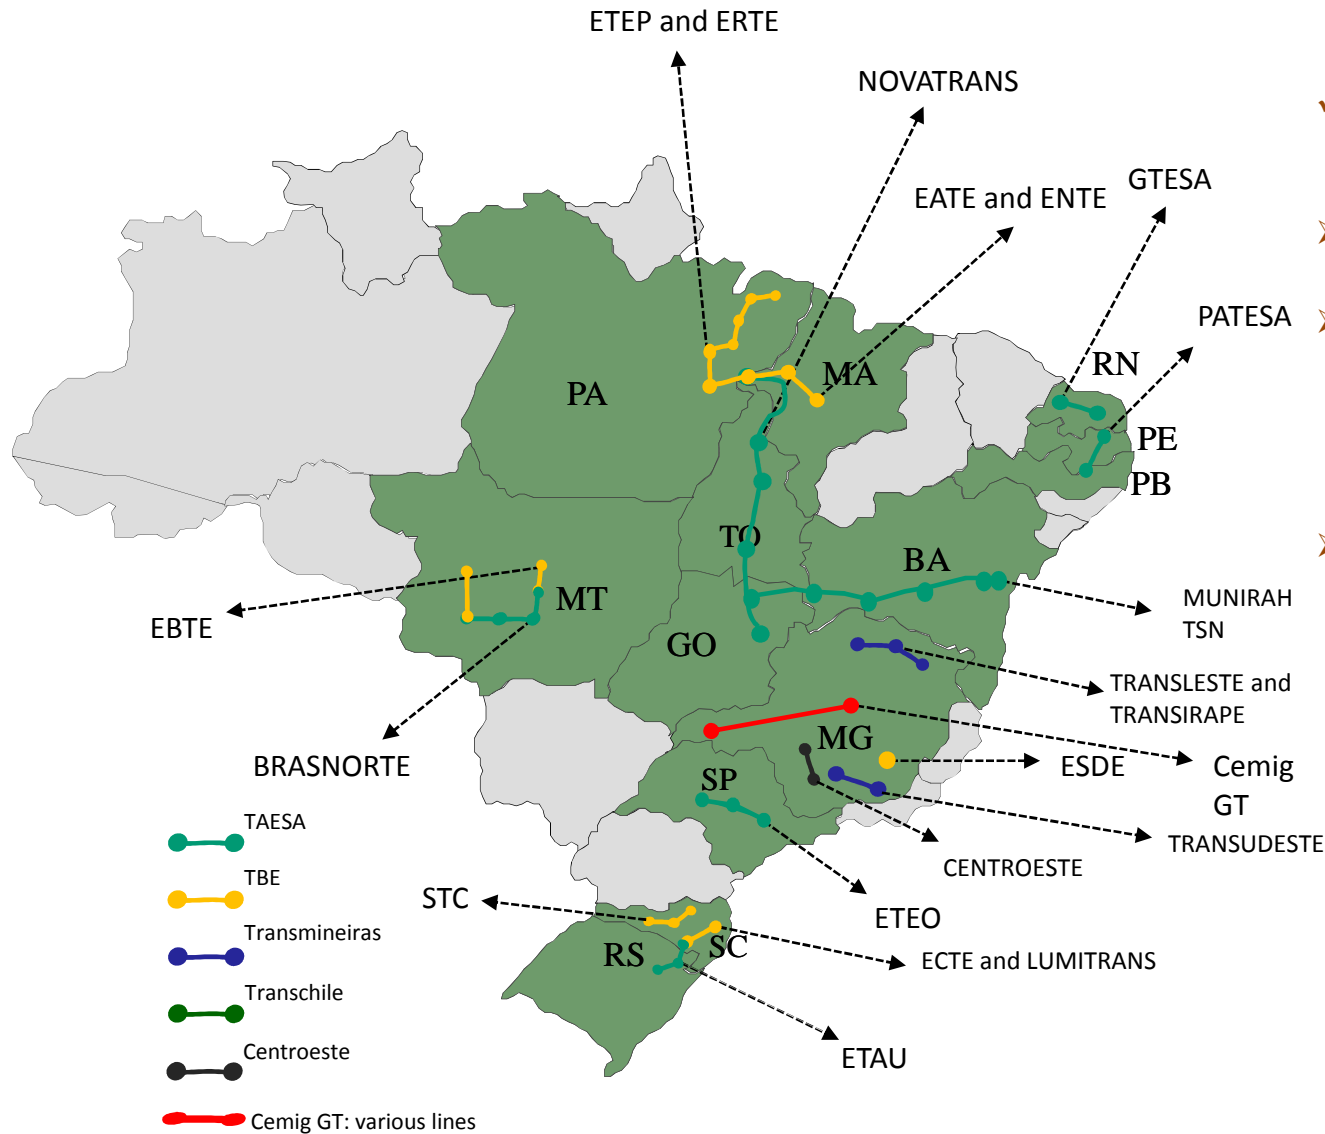 ETEP and ERTE
NOVATRANS
GTESA
EATE and ENTE
PATESA
RN
MA
PA
PE
PB
TO
BA
MT
MUNIRAH
TSN
EBTE
GO
TRANSLESTE and
TRANSIRAPE
MG
BRASNORTE
SP
ESDE
Cemig
GT
TAESA
TRANSUDESTE
CENTROESTE
TBE
STC
ETEO
Transmineiras
RS
SC
ECTE and LUMITRANS
Transchile
ETAU
Centroeste
Cemig GT: various lines